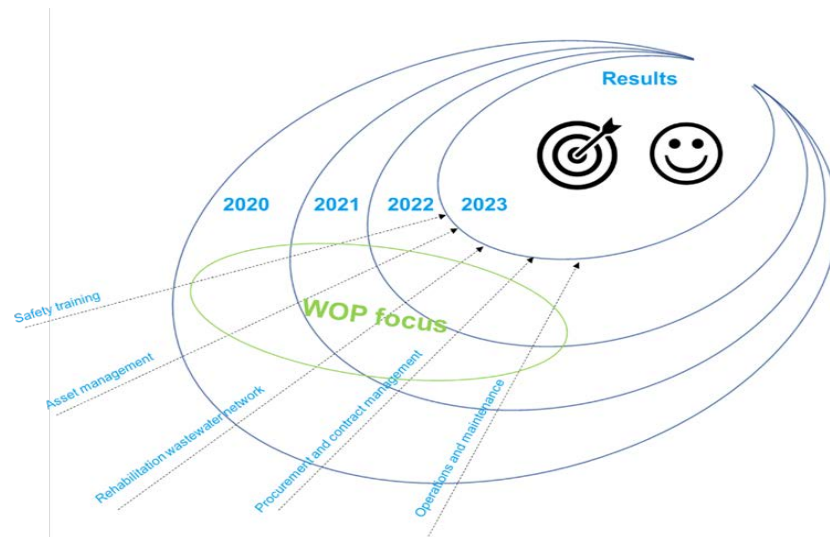 Results
2020
2021
2022
2023
WOP focus
Safety training
Asset management
Rehabilitation wastewater network
Procurement and contract management
Operations and maintenance